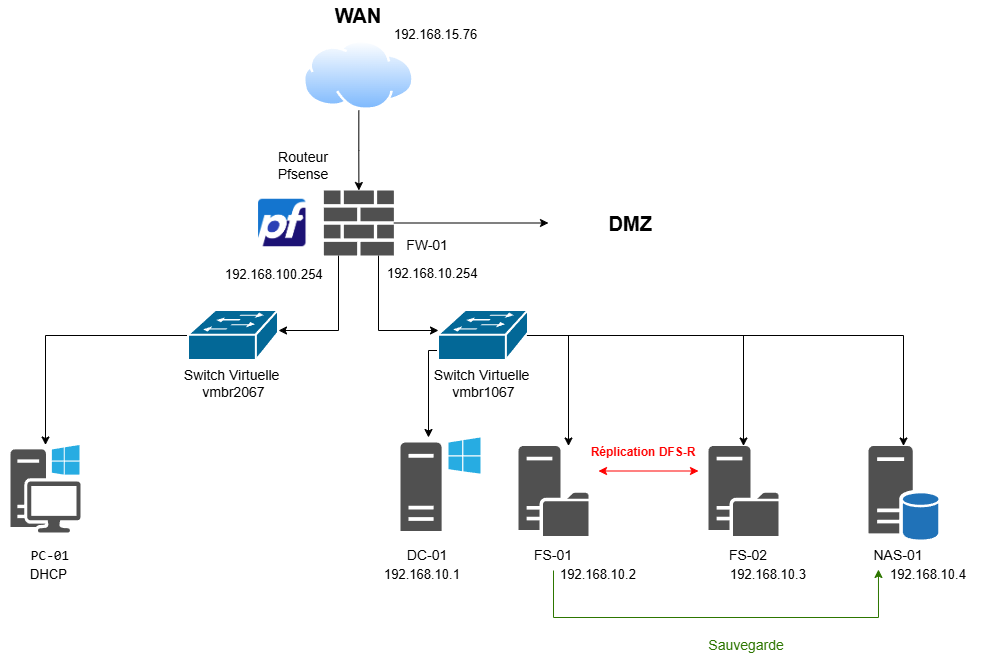 WAN
192.168.15.76
Routeur
Pfsense
pf
DMZ
FW-01
192.168.100.254
192.168.10.254
Switch Virtuelle
vmbr2067
Switch Virtuelle
vmbr1067
Réplication DFS-R
PC-01
DHCP
DC-01
192.168.10.1
FS-01
192.168.10.2
FS-02
192.168.10.3
NAS-01
192.168.10.4
Sauvegarde